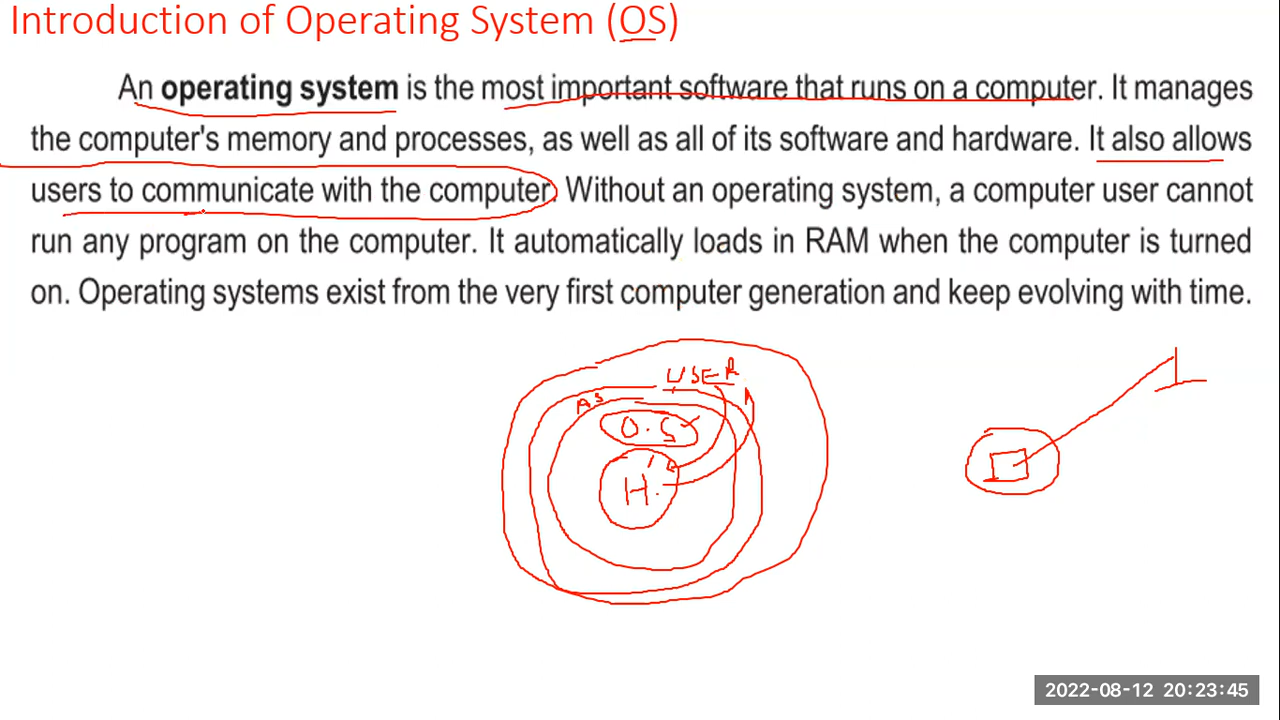 Introduction of Operating System (OS)
An operating system is the most important software that runs on a computer. It manages
the computer's memory and processes, as well as all of its software and hardware. It also allows
users to communicate with the computer. Without an operating system, a computer user cannot
run any program on the computer. It automatically loads in RAM when the computer is turned
on. Operating systems exist from the very first computer generation and keep evolving with time.
USER
AS
O.S
H.
2022-08-12 20:23:45